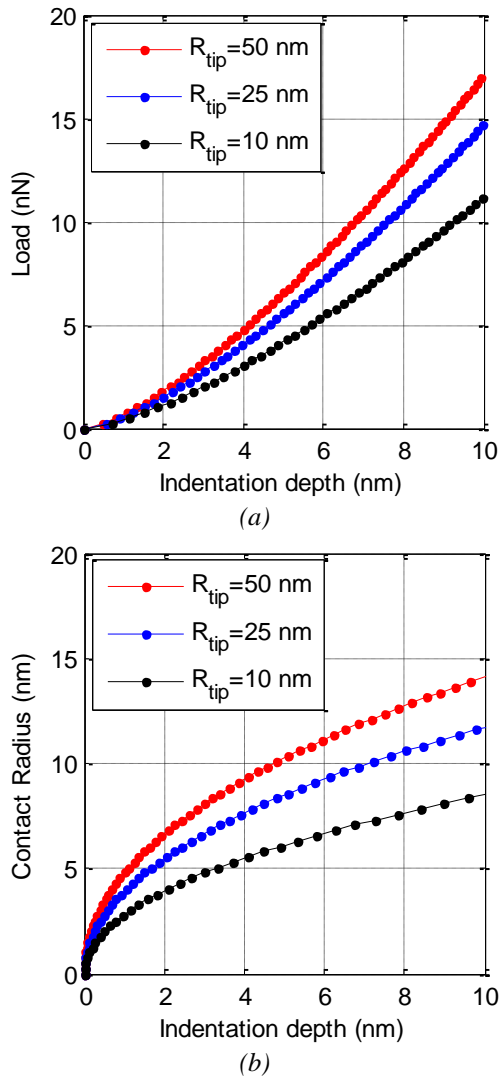 20
15
10
5
0
Load (nN)
R_tip=50 nm
R_tip=25 nm
R_tip=10 nm
0 2 4 6 8 10
Indentation depth (nm)
(a)
20
15
10
5
0
Contact Radius (nm)
R_tip=50 nm
R_tip=25 nm
R_tip=10 nm
0 2 4 6 8 10
Indentation depth (nm)
(b)